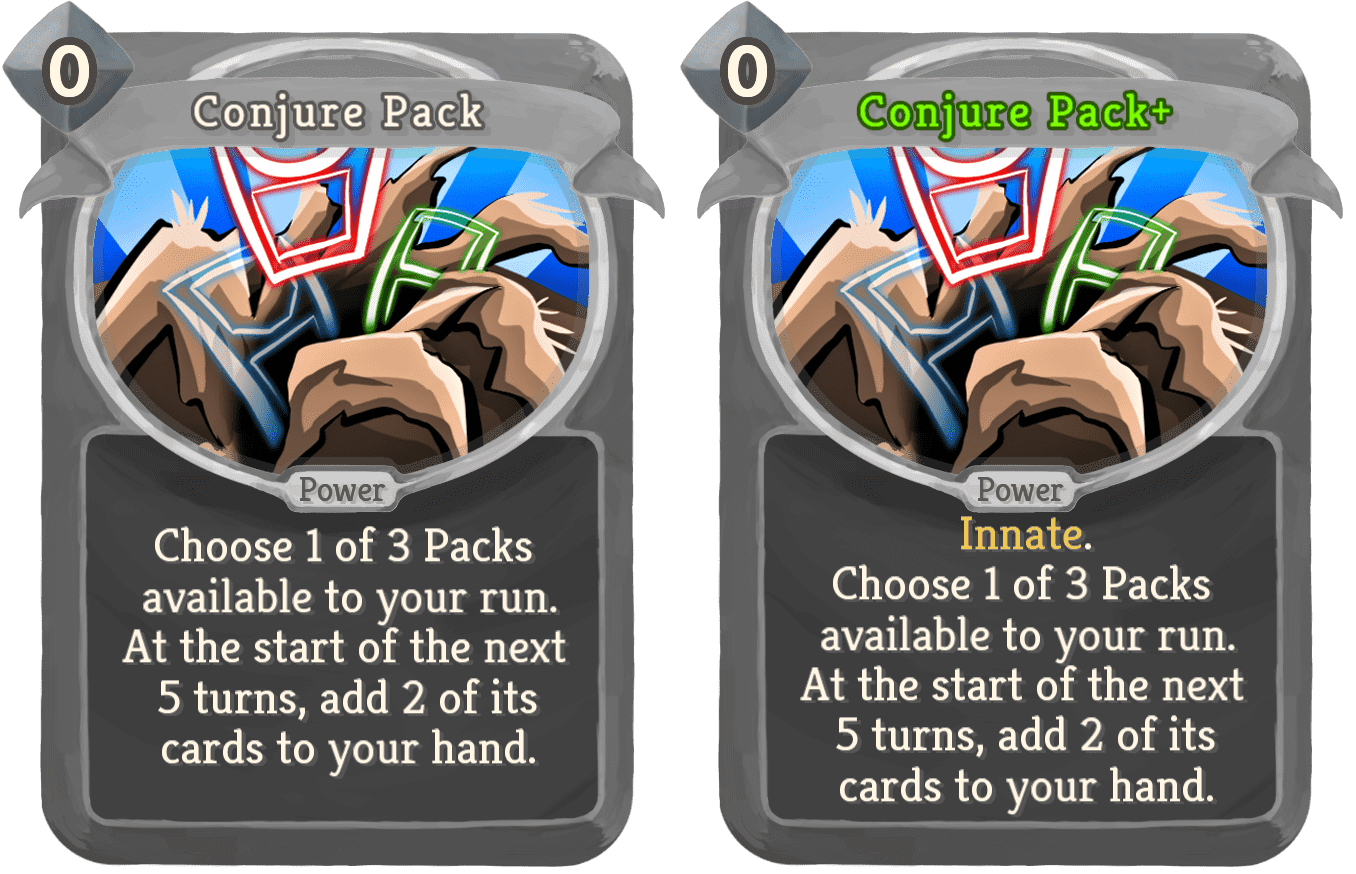 0
Conjure Pack
Power
Choose 1 of 3 Packs
available to your run.
At the start of the next
5 turns, add 2 of its
cards to your hand.
0
Conjure Pack+
Power
Innate.
Choose 1 of 3 Packs
available to your run.
At the start of the next
5 turns, add 2 of its
cards to your hand.